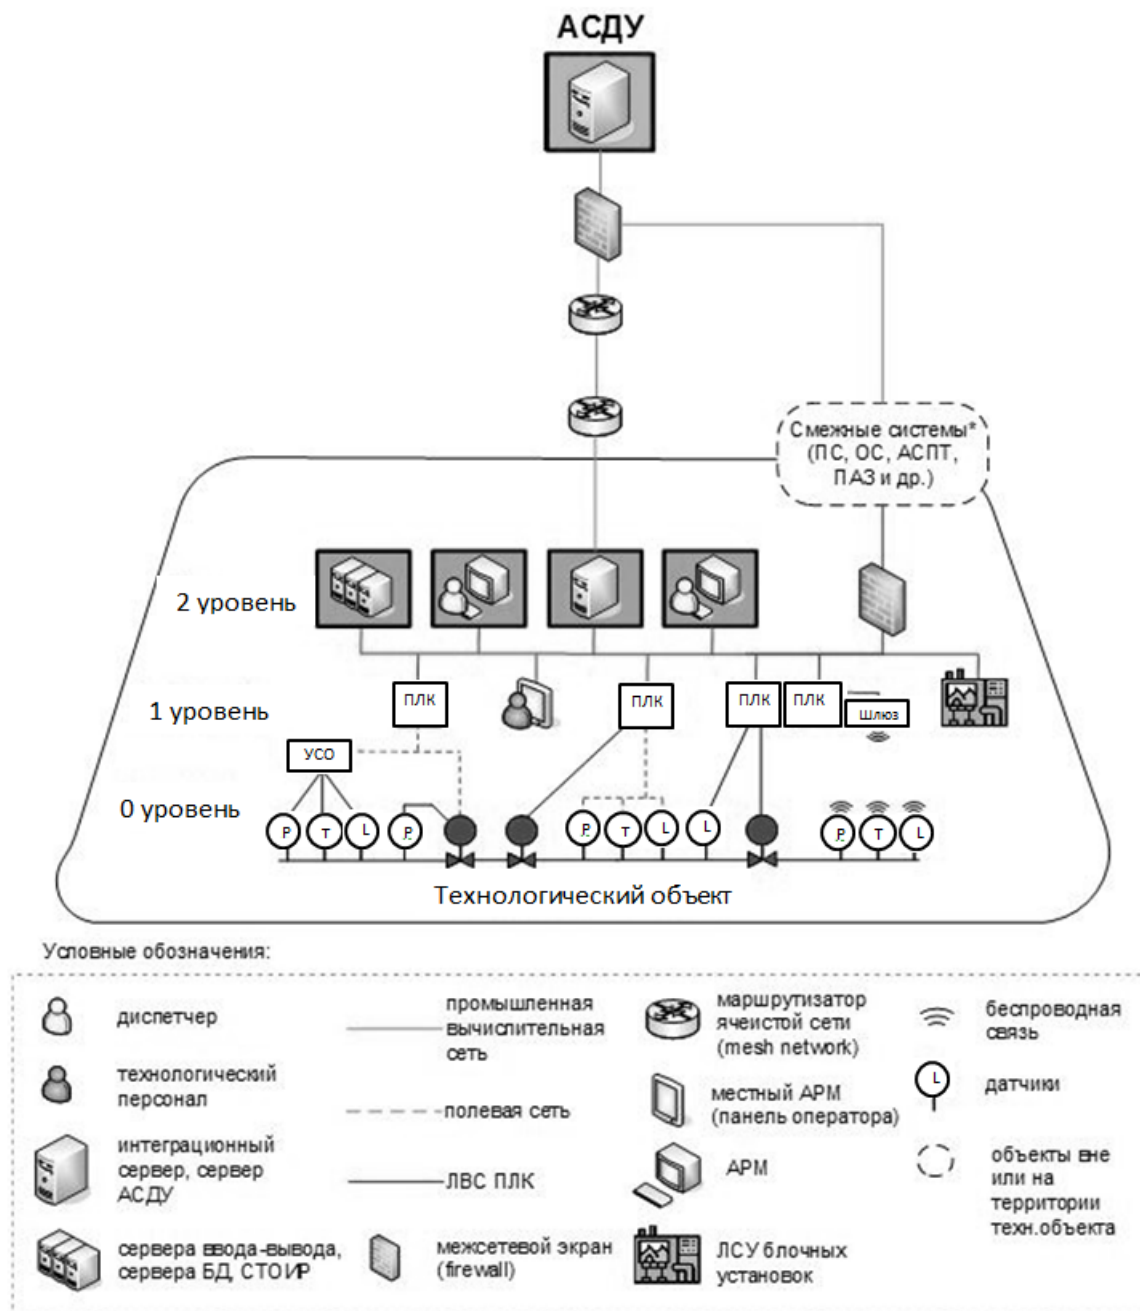 АСДУ
Смежные системы*
(ПС, ОС, АСПТ,
ПАЗ и др.)
2 уровень
1 уровень
ПЛК
ПЛК
ПЛК
ПЛК
Шлюз
УСО
0 уровень
P
T
L
P
P
T
L
L
P
T
L
Технологический объект
Условные обозначения:
диспетчер
технологический
персонал
интеграционный
сервер, сервер
АСДУ
сервера ввода-вывода,
сервера БД, СТОИР
промышленная
вычислительная
сеть
полевая сеть
ЛВС ПЛК
межсетевой экран
(firewall)
маршрутизатор
ячеистой сети
(mesh network)
местный АРМ
(панель оператора)
АРМ
ЛСУ блочных
установок
беспроводная
связь
L
датчики
объекты вне
или на
территории
техн.объекта